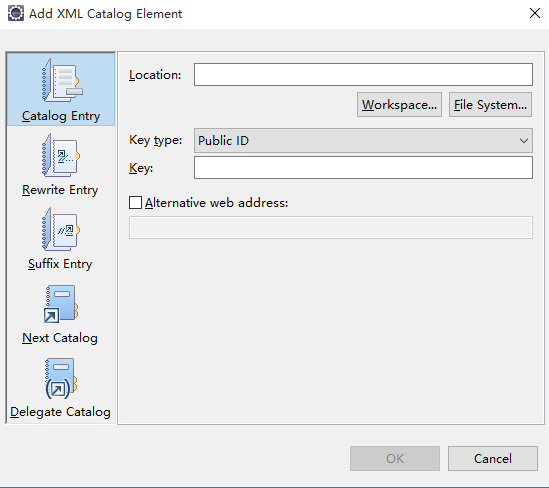 Add XML Catalog Element
Catalog Entry
Rewrite Entry
Suffix Entry
Next Catalog
Delegate Catalog
Location:
Workspace... File System...
Key type: Public ID
Key:
Alternative web address:
OK Cancel